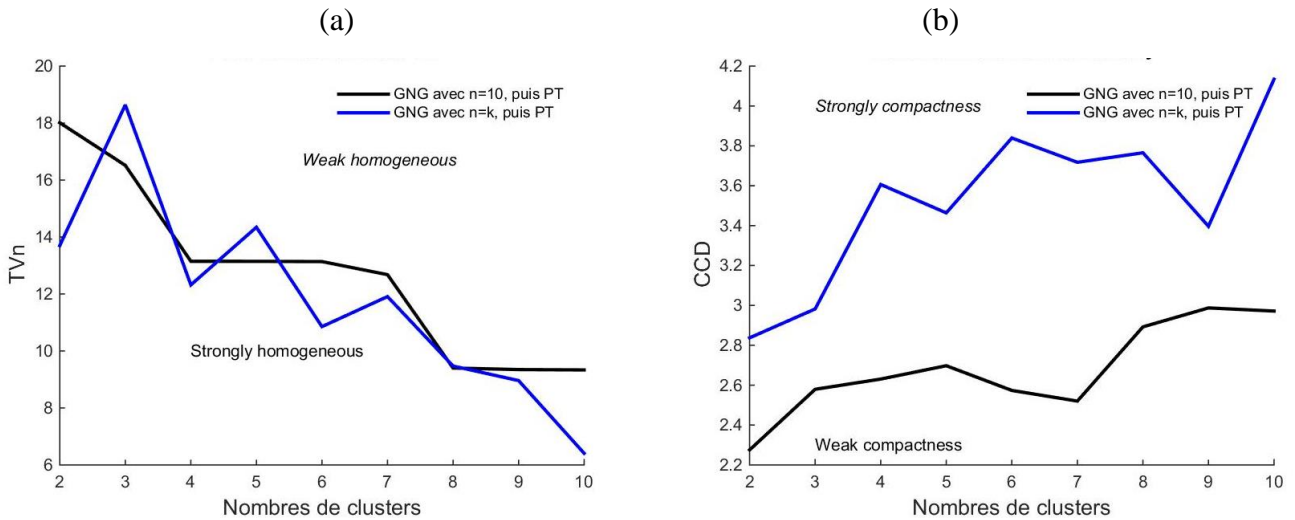 (a)
20
18
16
14
12
10
8
6
TVn
GNG avec n=10, puis PT
GNG avec n=k, puis PT
Weak homogeneous
Strongly homogeneous
2 3 4 5 6 7 8 9 10
Nombres de clusters
(b)
4.2
4
3.8
3.6
3.4
3.2
3
2.8
2.6
2.4
2.2
CCD
Strongly compactness
GNG avec n=10, puis PT
GNG avec n=k, puis PT
Weak compactness
2 3 4 5 6 7 8 9 10
Nombres de clusters